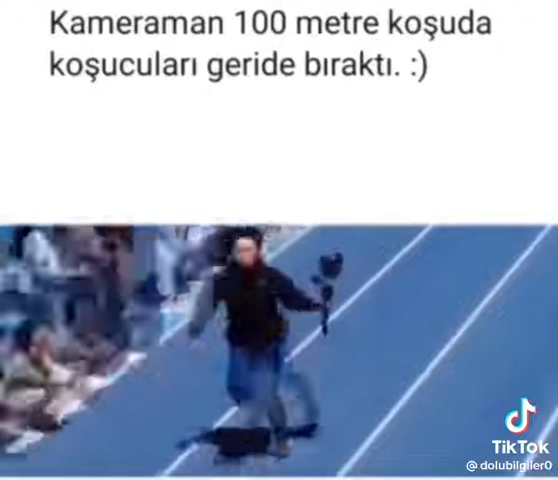 Kameraman 100 metre koşuda
koşucuları geride bıraktı. :)
TikTok
@dolubilgiler0